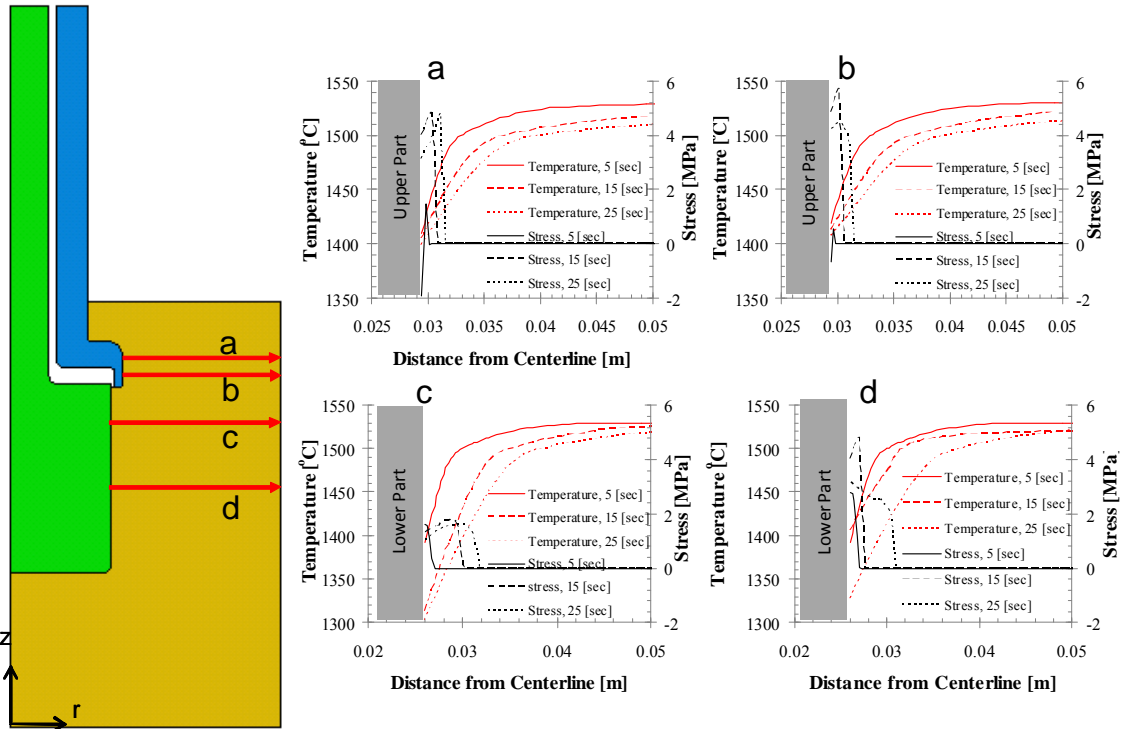 a
b
c
d
z
r
a
1550
1500
1450
1400
1350
Temperature [°C]
Upper Part
Temperature, 5 [sec]
Temperature, 15 [sec]
Temperature, 25 [sec]
Stress, 5 [sec]
Stress, 15 [sec]
Stress, 25 [sec]
6
4
2
0
-2
Stress [MPa]
0.025 0.03 0.035 0.04 0.045 0.05
Distance from Centerline [m]
b
1550
1500
1450
1400
1350
Temperature [°C]
Upper Part
Temperature, 5 [sec]
Temperature, 15 [sec]
Temperature, 25 [sec]
Stress, 5 [sec]
Stress, 15 [sec]
Stress, 25 [sec]
6
4
2
0
-2
Stress [MPa]
0.025 0.03 0.035 0.04 0.045 0.05
c
1550
1500
1450
1400
1350
1300
Temperature [°C]
Lower Part
Temperature, 5 [sec]
Temperature, 15 [sec]
Temperature, 25 [sec]
Stress, 5 [sec]
stress, 15 [sec]
Stress, 25 [sec]
6
4
2
0
-2
Stress [MPa]
0.02 0.03 0.04 0.05
Distance from Centerline [m]
d
1550
1500
1450
1400
1350
1300
Temperature [°C]
Lower Part
Temperature, 5 [sec]
Temperature, 15 [sec]
Temperature, 25 [sec]
Stress, 5 [sec]
Stress, 15 [sec]
Stress, 25 [sec]
6
4
2
0
-2
Stress [MPa]
0.02 0.03 0.04 0.05
Distance from Centerline [m]